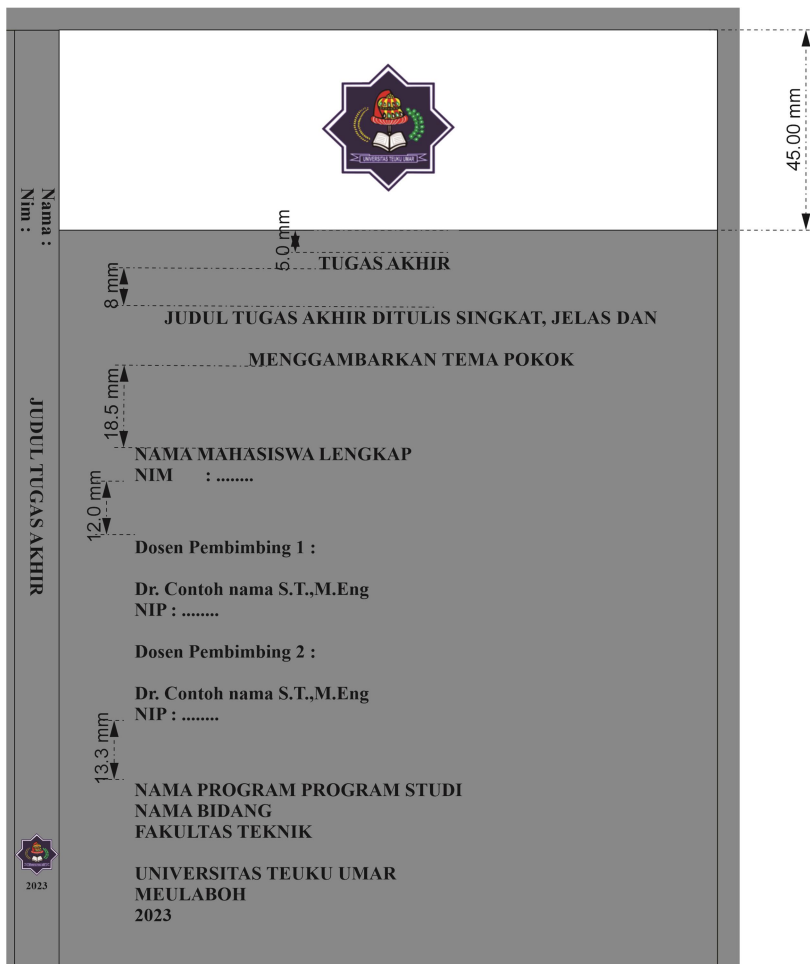 UNIVERSITAS TEUKU UMAR
45.00 mm
Nama :
Nim :
5.0 mm
TUGAS AKHIR
8 mm
JUDUL TUGAS AKHIR DITULIS SINGKAT, JELAS DAN
MENGGAMBARKAN TEMA POKOK
18.5 mm
JUDUL TUGAS AKHIR
NAMA MAHASISWA LENGKAP
NIM : ........
12.0 mm
Dosen Pembimbing 1 :
Dr. Contoh nama S.T.,M.Eng
NIP : ........
Dosen Pembimbing 2 :
Dr. Contoh nama S.T.,M.Eng
NIP : ........
13.3 mm
NAMA PROGRAM PROGRAM STUDI
NAMA BIDANG
FAKULTAS TEKNIK
UNIVERSITAS TEUKU UMAR
MEULABOH
2023
2023